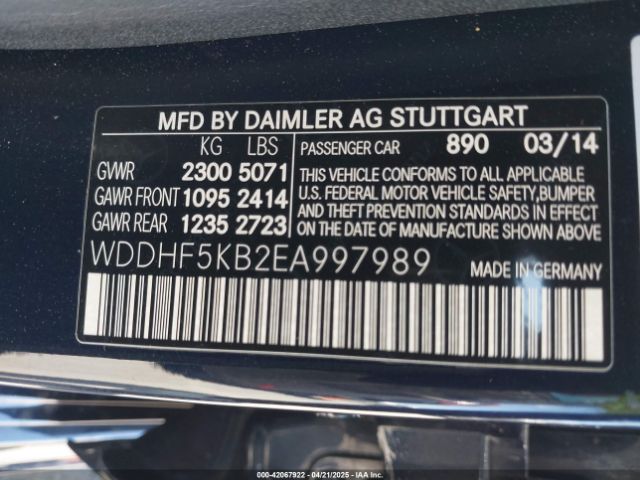 MFD BY DAIMLER AG STUTTGART
KG LBS
GVWR 2300 5071
GAWR FRONT 1095 2414
GAWR REAR 1235 2723
PASSENGER CAR 890 03/14
THIS VEHICLE CONFORMS TO ALL APPLICABLE
U.S. FEDERAL MOTOR VEHICLE SAFETY,BUMPER
AND THEFT PREVENTION STANDARDS IN EFFECT
ON THE DATE OF MANUFACTURE SHOWN ABOVE.
WDDHF5KB2EA997989 MADE IN GERMANY
000-42067922 - 04/21/2025 - IAAC